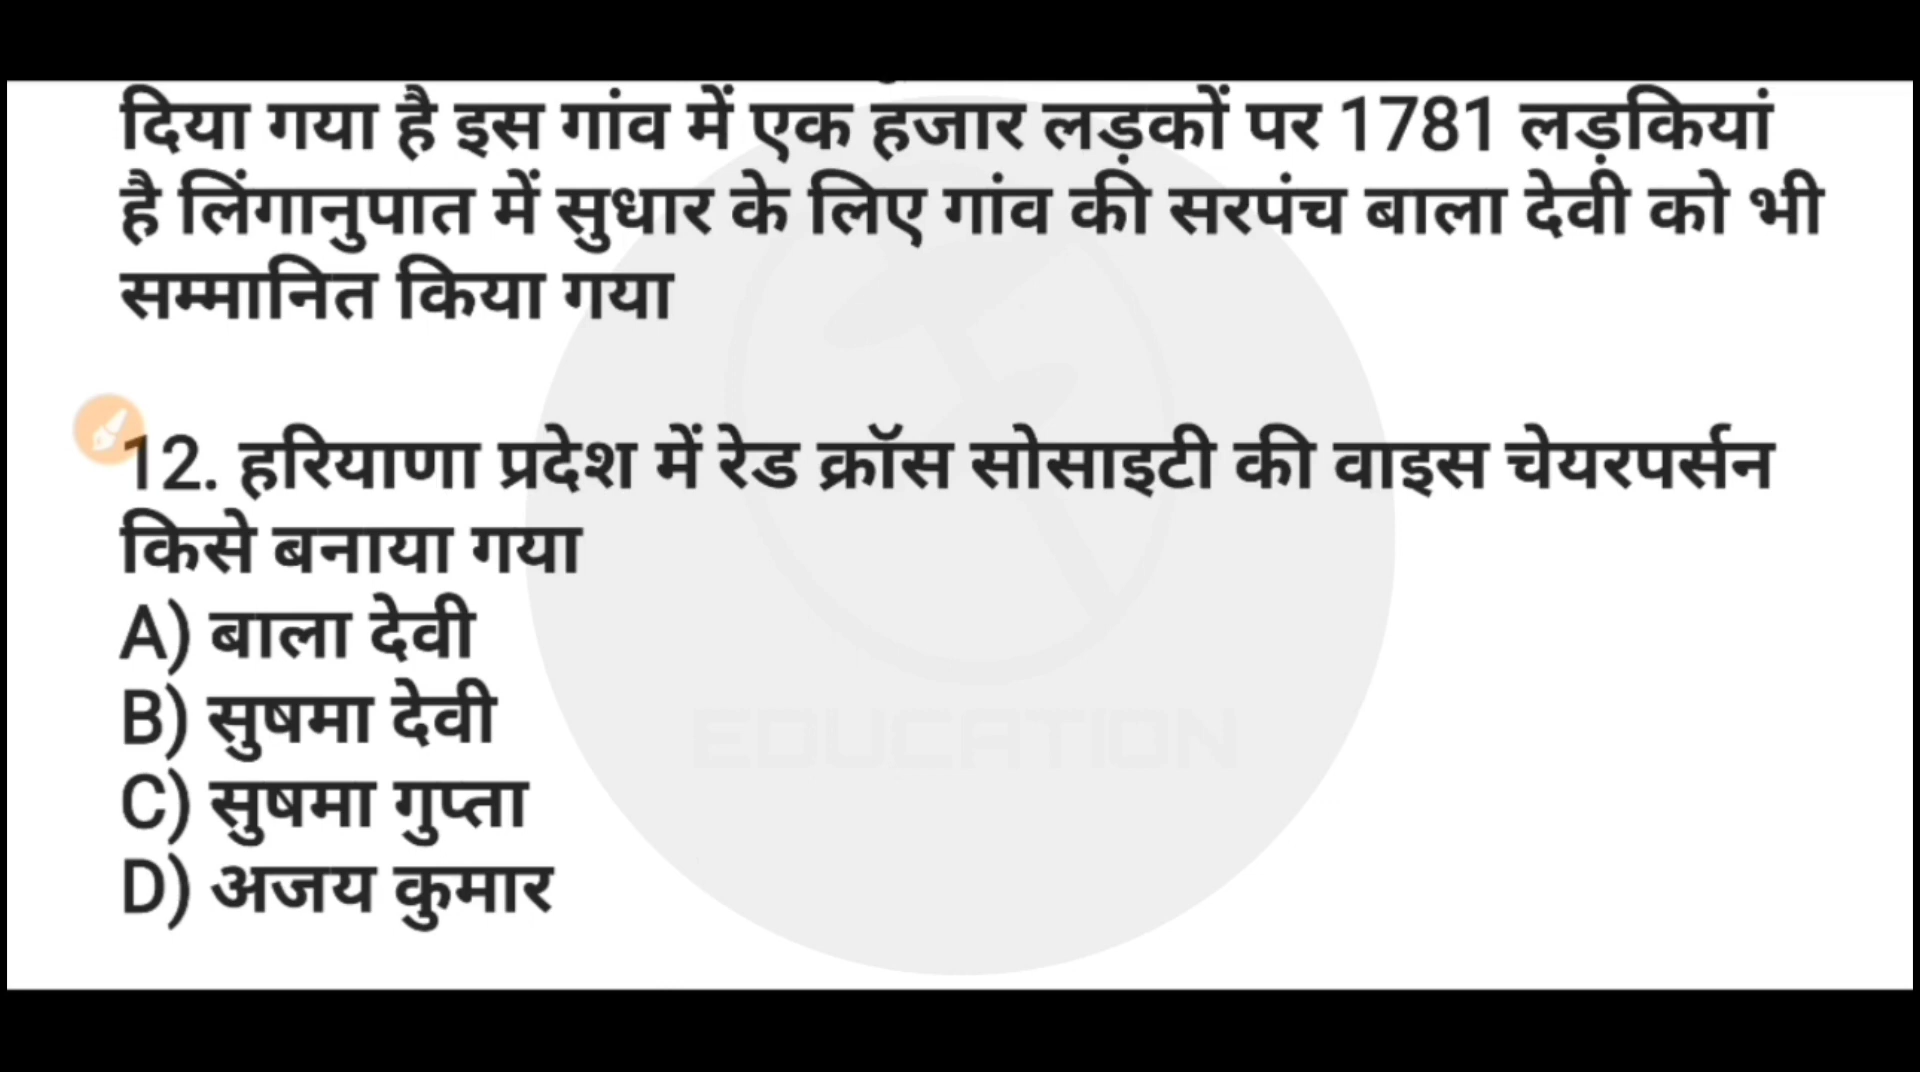 दिया गया है इस गांव में एक हजार लड़कों पर 1781 लड़कियां
है लिंगानुपात में सुधार के लिए गांव की सरपंच बाला देवी को भी
सम्मानित किया गया
12. हरियाणा प्रदेश में रेड क्रॉस सोसाइटी की वाइस चेयरपर्सन
किसे बनाया गया
A) बाला देवी
B) सुषमा देवी
EDUCATION
C) सुषमा गुप्ता
D) अजय कुमार